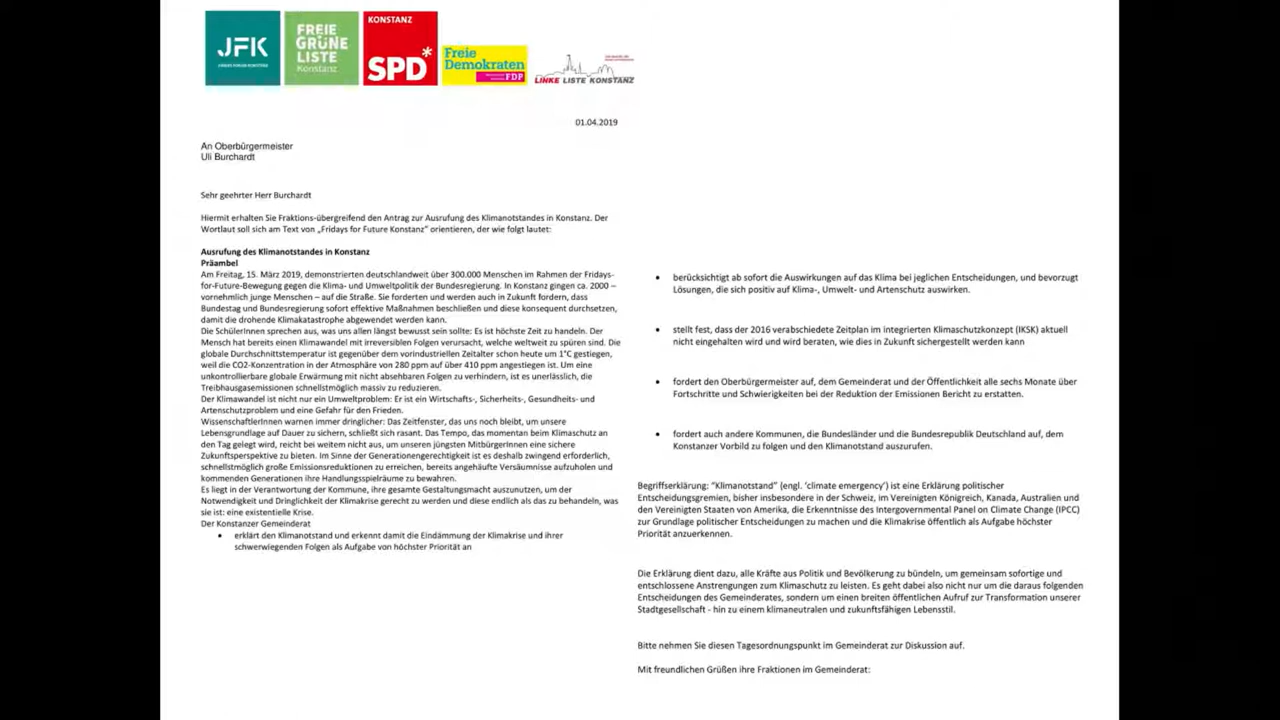 JFK
JUNGES FORUM KONSTANZ
FREIE
GRÜNE
LISTE
Konstanz
KONSTANZ
SPD*
Freie
Demokraten
FDP
LINKE LISTE KONSTANZ
01.04.2019
An Oberbürgermeister
Uli Burchardt
Sehr geehrter Herr Burchardt
Hiermit erhalten Sie Fraktions-übergreifend den Antrag zur Ausrufung des Klimanotstandes in Konstanz. Der
Wortlaut soll sich am Text von „Fridays for Future Konstanz“ orientieren, der wie folgt lautet:
Ausrufung des Klimanotstandes in Konstanz
Präambel
Am Freitag, 15. März 2019, demonstrierten deutschlandweit über 300.000 Menschen im Rahmen der Fridays-
for-Future-Bewegung gegen die Klima- und Umweltpolitik der Bundesregierung. In Konstanz gingen ca. 2000 –
vornehmlich junge Menschen – auf die Straße. Sie forderten und werden auch in Zukunft fordern, dass
Bundestag und Bundesregierung sofort effektive Maßnahmen beschließen und diese konsequent durchsetzen,
damit die drohende Klimakatastrophe abgewendet werden kann.
Die SchülerInnen sprechen aus, was uns allen längst bewusst sein sollte: Es ist höchste Zeit zu handeln. Der
Mensch hat bereits einen Klimawandel mit irreversiblen Folgen verursacht, welche weltweit zu spüren sind. Die
globale Durchschnittstemperatur ist gegenüber dem vorindustriellen Zeitalter schon heute um 1°C gestiegen,
weil die CO2-Konzentration in der Atmosphäre von 280 ppm auf über 410 ppm angestiegen ist. Um eine
unkontrollierbare globale Erwärmung mit nicht absehbaren Folgen zu verhindern, ist es unerlässlich, die
Treibhausgasemissionen schnellstmöglich massiv zu reduzieren.
Der Klimawandel ist nicht nur ein Umweltproblem: Er ist ein Wirtschafts-, Sicherheits-, Gesundheits- und
Artenschutzproblem und eine Gefahr für den Frieden.
WissenschaftlerInnen warnen immer dringlicher: Das Zeitfenster, das uns noch bleibt, um unsere
Lebensgrundlage auf Dauer zu sichern, schließt sich rasant. Das Tempo, das momentan beim Klimaschutz an
den Tag gelegt wird, reicht bei weitem nicht aus, um unseren jüngsten MitbürgerInnen eine sichere
Zukunftsperspektive zu bieten. Im Sinne der Generationengerechtigkeit ist es deshalb zwingend erforderlich,
schnellstmöglich große Emissionsreduktionen zu erreichen, bereits angehäufte Versäumnisse aufzuholen und
kommenden Generationen ihre Handlungsspielräume zu bewahren.
Es liegt in der Verantwortung der Kommune, ihre gesamte Gestaltungsmacht auszunutzen, um der
Notwendigkeit und Dringlichkeit der Klimakrise gerecht zu werden und diese endlich als das zu behandeln, was
sie ist: eine existentielle Krise.
Der Konstanzer Gemeinderat
• erklärt den Klimanotstand und erkennt damit die Eindämmung der Klimakrise und ihrer
schwerwiegenden Folgen als Aufgabe von höchster Priorität an
• berücksichtigt ab sofort die Auswirkungen auf das Klima bei jeglichen Entscheidungen, und bevorzugt
Lösungen, die sich positiv auf Klima-, Umwelt- und Artenschutz auswirken.
• stellt fest, dass der 2016 verabschiedete Zeitplan im integrierten Klimaschutzkonzept (IKSK) aktuell
nicht eingehalten wird und wird beraten, wie dies in Zukunft sichergestellt werden kann
• fordert den Oberbürgermeister auf, dem Gemeinderat und der Öffentlichkeit alle sechs Monate über
Fortschritte und Schwierigkeiten bei der Reduktion der Emissionen Bericht zu erstatten.
• fordert auch andere Kommunen, die Bundesländer und die Bundesrepublik Deutschland auf, dem
Konstanzer Vorbild zu folgen und den Klimanotstand auszurufen.
Begriffserklärung: “Klimanotstand” (engl. ‘climate emergency’) ist eine Erklärung politischer
Entscheidungsgremien, bisher insbesondere in der Schweiz, im Vereinigten Königreich, Kanada, Australien und
den Vereinigten Staaten von Amerika, die Erkenntnisse des Intergovernmental Panel on Climate Change (IPCC)
zur Grundlage politischer Entscheidungen zu machen und die Klimakrise öffentlich als Aufgabe höchster
Priorität anzuerkennen.
Die Erklärung dient dazu, alle Kräfte aus Politik und Bevölkerung zu bündeln, um gemeinsam sofortige und
entschlossene Anstrengungen zum Klimaschutz zu leisten. Es geht dabei also nicht nur um die daraus folgenden
Entscheidungen des Gemeinderates, sondern um einen breiten öffentlichen Aufruf zur Transformation unserer
Stadtgesellschaft - hin zu einem klimaneutralen und zukunftsfähigen Lebensstil.
Bitte nehmen Sie diesen Tagesordnungspunkt im Gemeinderat zur Diskussion auf.
Mit freundlichen Grüßen ihre Fraktionen im Gemeinderat: